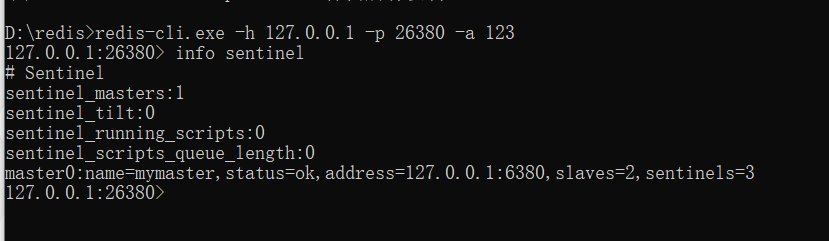 D:\redis>redis-cli.exe -h 127.0.0.1 -p 26380 -a 123
127.0.0.1:26380> info sentinel
# Sentinel
sentinel_masters:1
sentinel_tilt:0
sentinel_running_scripts:0
sentinel_scripts_queue_length:0
master0:name=mymaster,status=ok,address=127.0.0.1:6380,slaves=2,sentinels=3
127.0.0.1:26380>